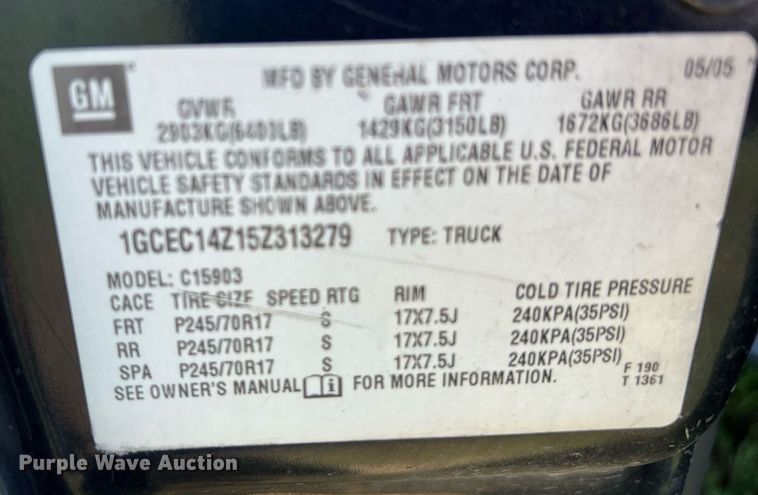 GM
MFD BY GENERAL MOTORS CORP. 05/05
GVWR GAWR FRT GAWR RR
2903KG(6400LB) 1429KG(3150LB) 1672KG(3686LB)
THIS VEHICLE CONFORMS TO ALL APPLICABLE U.S. FEDERAL MOTOR
VEHICLE SAFETY STANDARDS IN EFFECT ON THE DATE OF
MANUFACTURE SHOWN ABOVE.
1GCEC14Z15Z313279 TYPE: TRUCK
MODEL: C15903
CACE TIRE SIZE SPEED RTG RIM COLD TIRE PRESSURE
FRT P245/70R17 S 17X7.5J 240KPA(35PSI)
RR P245/70R17 S 17X7.5J 240KPA(35PSI)
SPA P245/70R17 S 17X7.5J 240KPA(35PSI)
SEE OWNER'S MANUAL i FOR MORE INFORMATION.
F 190
T 1361
Purple Wave Auction